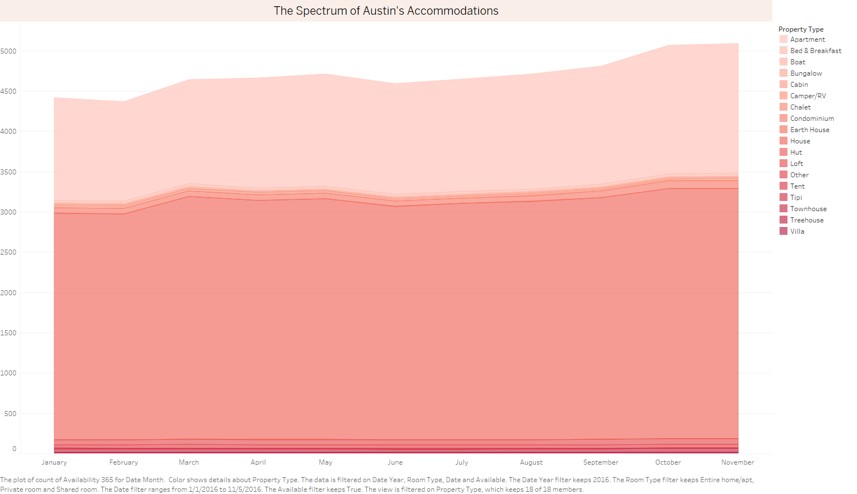 The Spectrum of Austin's Accommodations
Property Type
Apartment
Bed & Breakfast
Boat
Bungalow
Cabin
Camper/RV
Chalet
Condominium
Earth House
House
Hut
Loft
Other
Tent
Tipi
Townhouse
Treehouse
Villa
5000
4500
4000
3500
3000
2500
2000
1500
1000
500
0
January February March April May June July August September October November
The plot of count of Availability 365 for Date Month. Color shows details about Property Type. The data is filtered on Date Year, Room Type, Date and Available. The Date Year filter keeps 2016. The Room Type filter keeps Entire home/apt,
Private room and Shared room. The Date filter ranges from 1/1/2016 to 11/5/2016. The Available filter keeps True. The view is filtered on Property Type, which keeps 18 of 18 members.